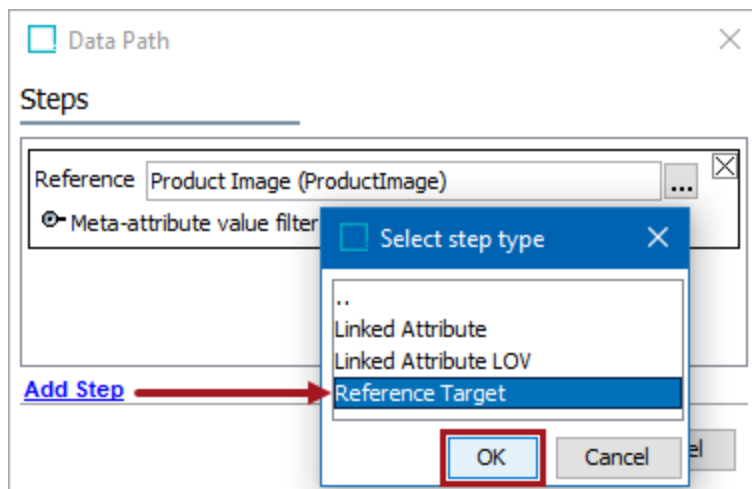 Data Path
Steps
Reference Product Image (ProductImage) ...
Meta-attribute value filter
Select step type
..
Linked Attribute
Linked Attribute LOV
Add Step
Reference Target
OK Cancel el